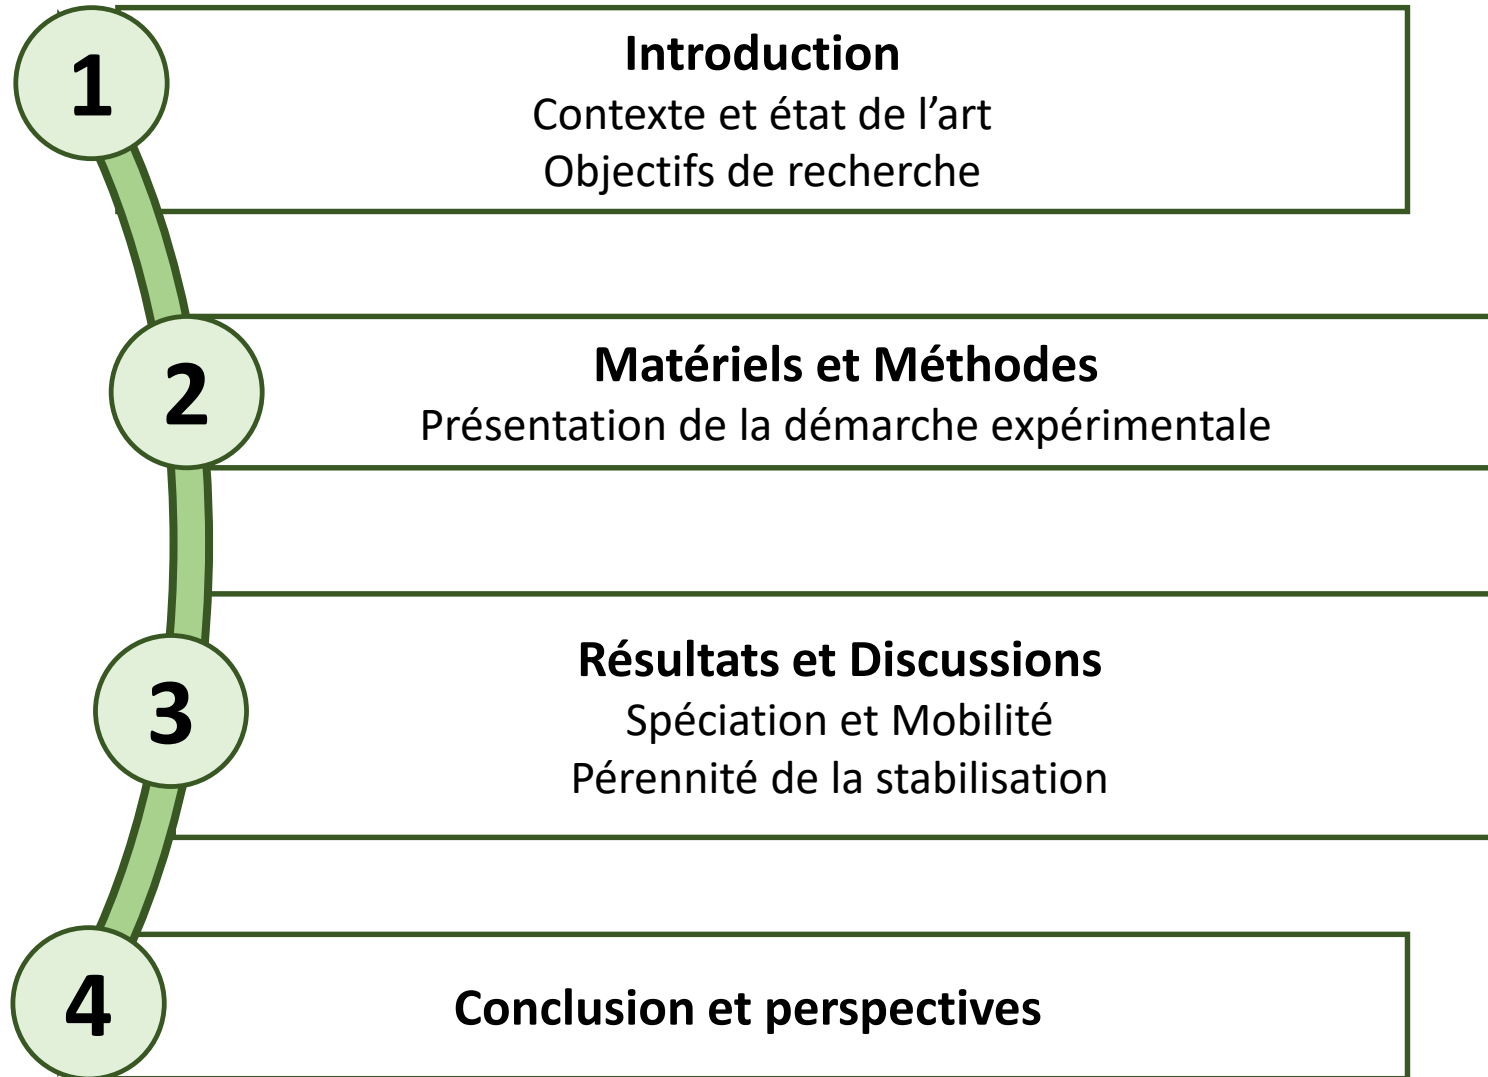 1
Introduction
Contexte et état de l’art
Objectifs de recherche
2
Matériels et Méthodes
Présentation de la démarche expérimentale
3
Résultats et Discussions
Spéciation et Mobilité
Pérennité de la stabilisation
4
Conclusion et perspectives